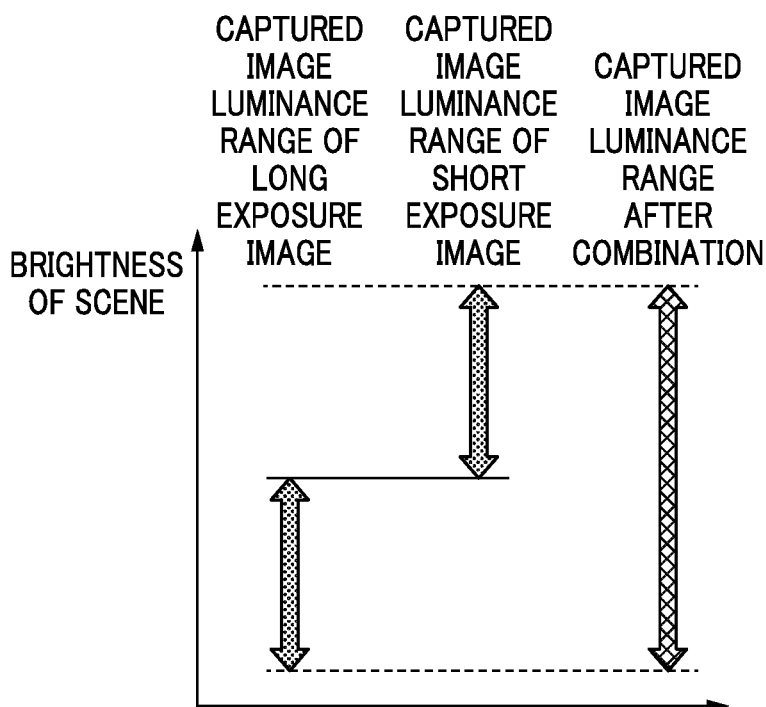 CAPTURED
IMAGE
LUMINANCE
RANGE OF
LONG
EXPOSURE
IMAGE
CAPTURED
IMAGE
LUMINANCE
RANGE OF
SHORT
EXPOSURE
IMAGE
CAPTURED
IMAGE
LUMINANCE
RANGE
AFTER
COMBINATION
BRIGHTNESS
OF SCENE